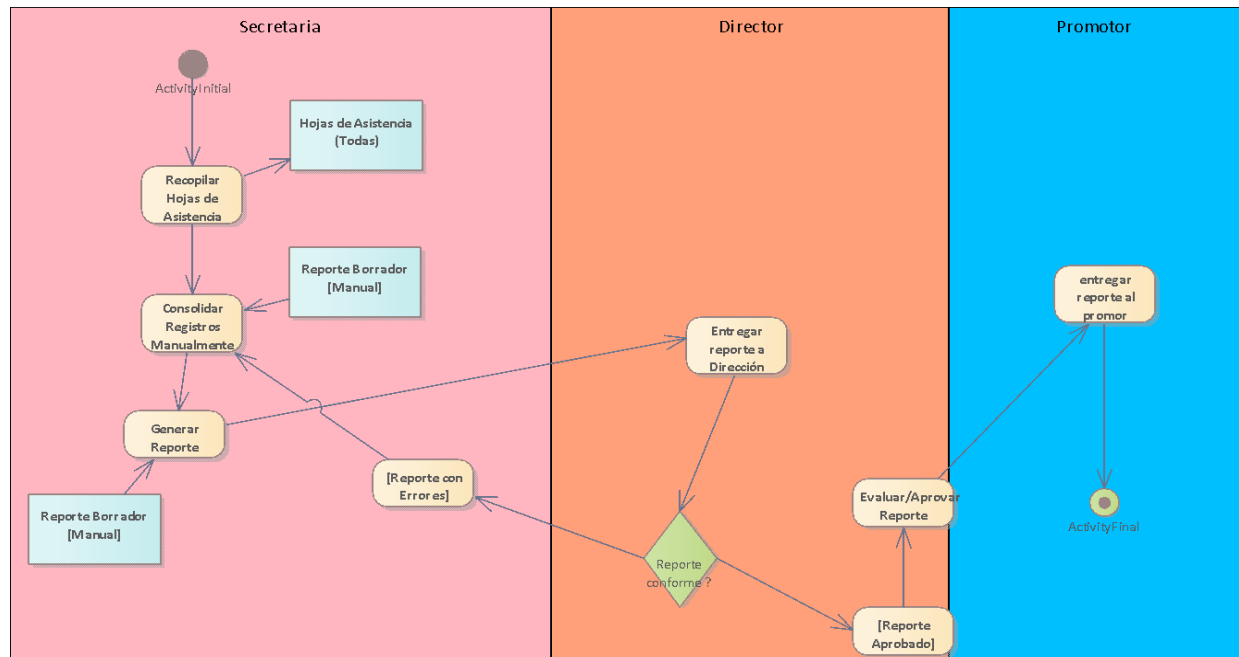 Secretaria
Director
Promotor
ActivityInitial
Hojas de Asistencia
(Todas)
Recopilar
Hojas de
Asistencia
Reporte Borrador
[Manual]
Consolidar
Registros
Manualmente
entregar
reporte al
promor
Entregar
reporte a
Dirección
Generar
Reporte
[Reporte con
Errores]
Evaluar/Aprovar
Reporte
Reporte Borrador
[Manual]
ActivityFinal
Reporte
conforme ?
[Reporte
Aprobado]